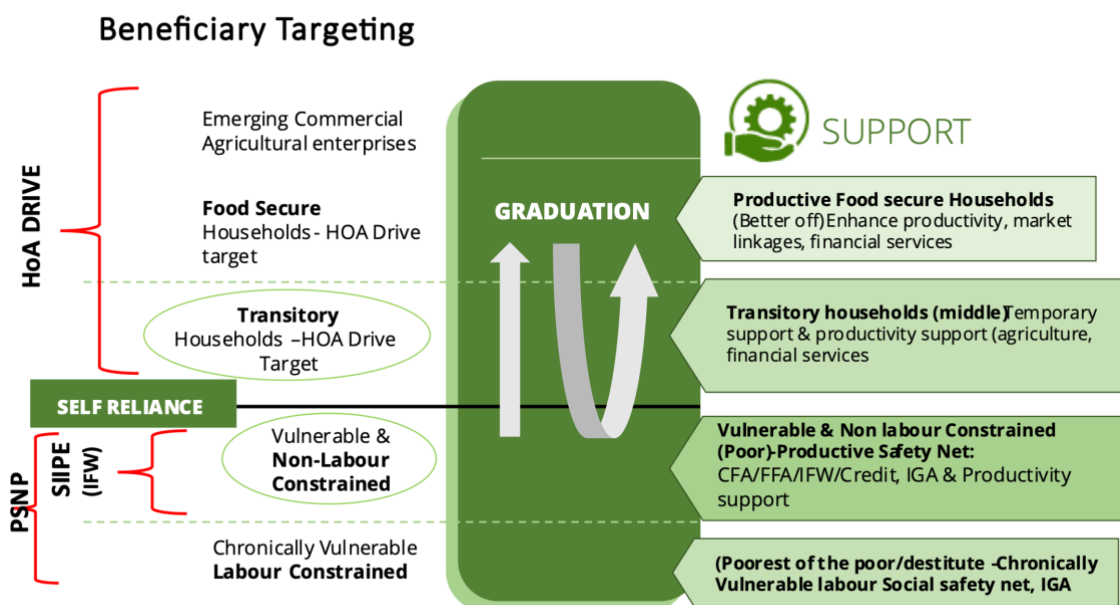 Beneficiary Targeting
HoA DRIVE
Emerging Commercial
Agricultural enterprises
Food Secure
Households - HOA Drive
target
Transitory
Households –HOA Drive
Target
SELF RELIANCE
PSNP
SIIPE
(IFW)
Vulnerable &
Non-Labour
Constrained
Chronically Vulnerable
Labour Constrained
GRADUATION
SUPPORT
Productive Food secure Households
(Better off)Enhance productivity, market
linkages, financial services
Transitory households (middle)Temporary
support & productivity support (agriculture,
financial services
Vulnerable & Non labour Constrained
(Poor)-Productive Safety Net:
CFA/FFA/IFW/Credit, IGA & Productivity
support
(Poorest of the poor/destitute -Chronically
Vulnerable labour Social safety net, IGA